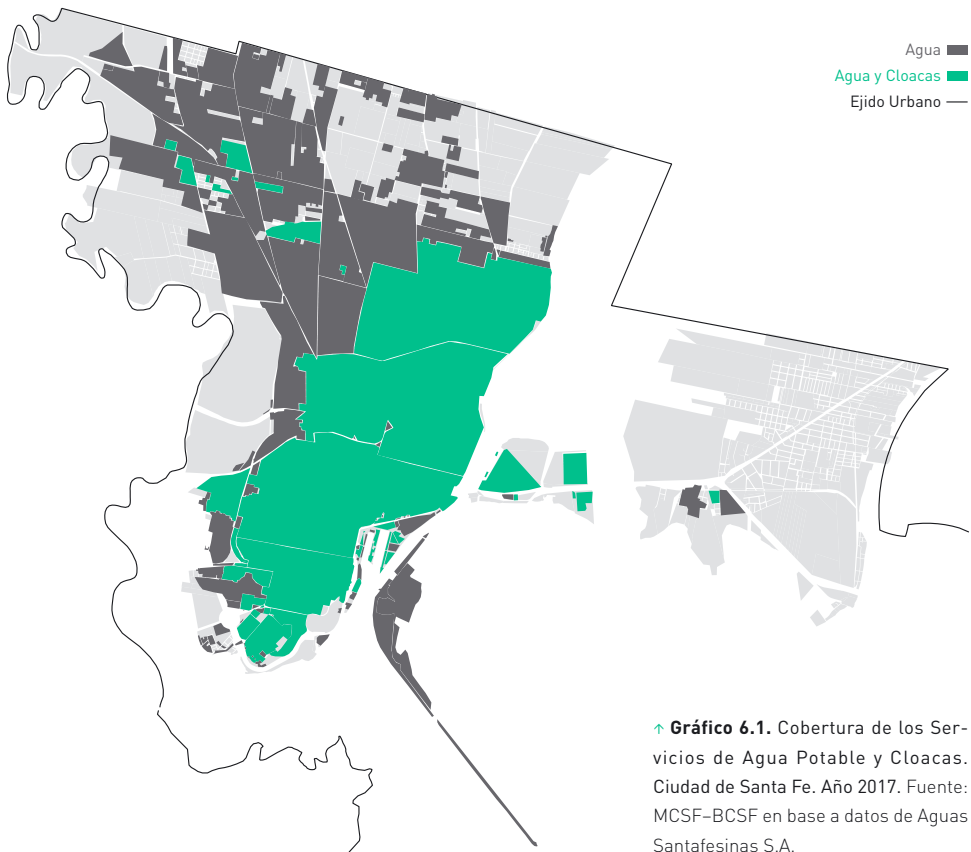 Agua
Agua y Cloacas
Ejido Urbano
↑ Gráfico 6.1. Cobertura de los Ser-
vicios de Agua Potable y Cloacas.
Ciudad de Santa Fe. Año 2017. Fuente:
MCSF–BCSF en base a datos de Aguas
Santafesinas S.A.